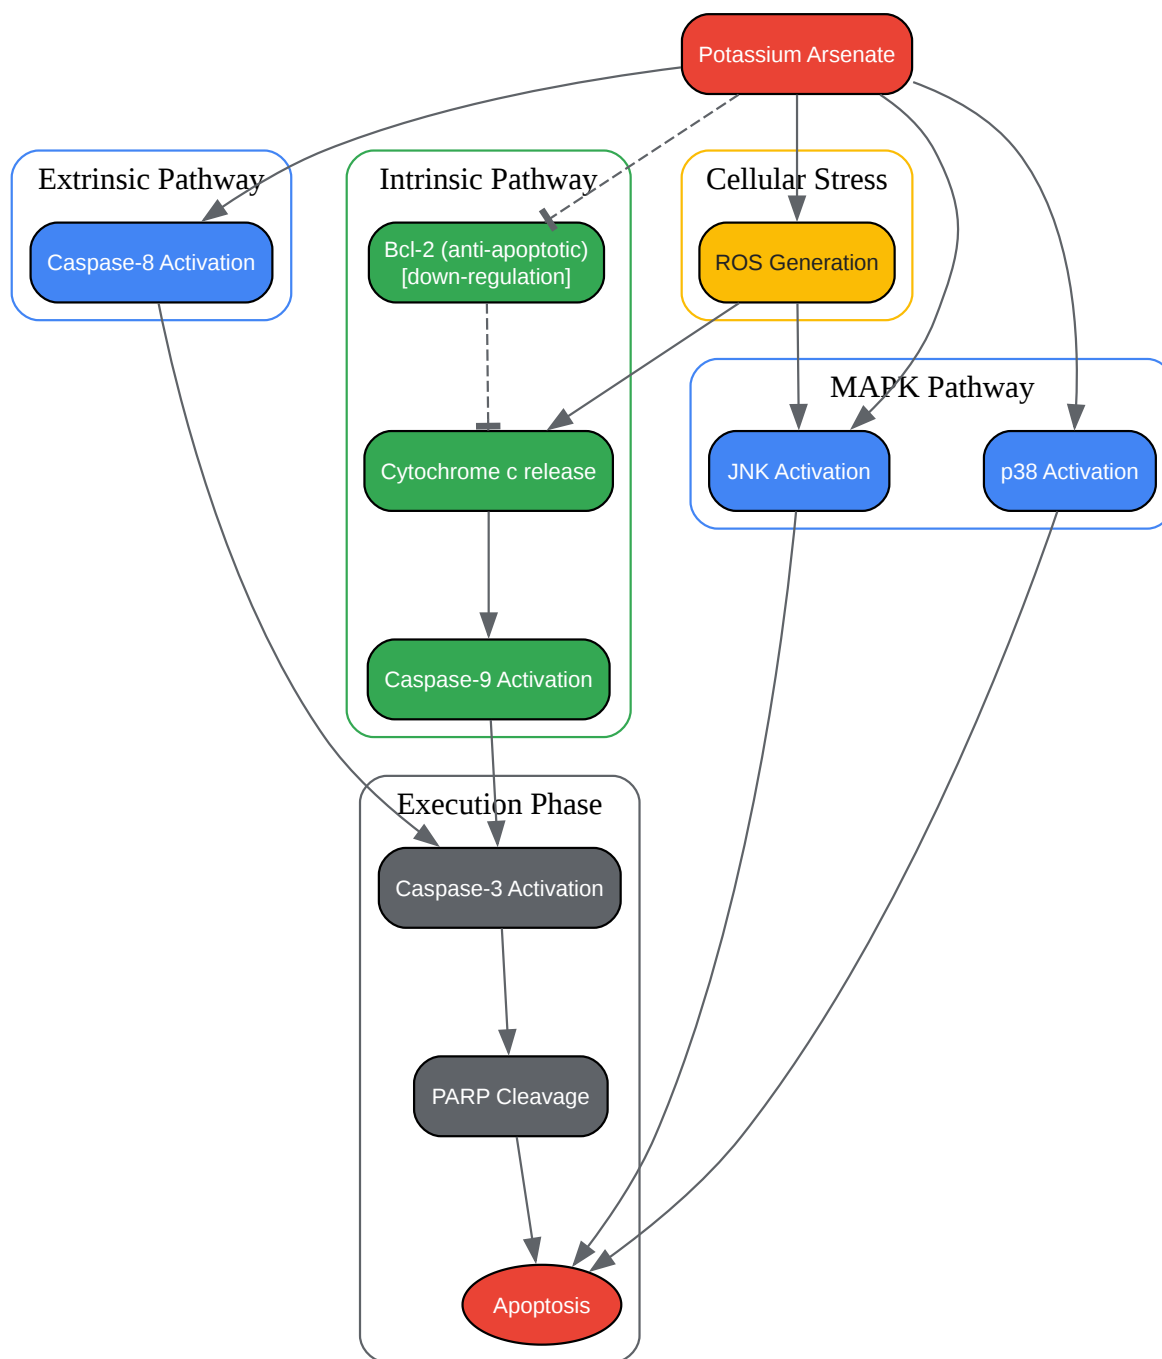 Potassium Arsenate
Extrinsic Pathway
Intrinsic Pathway
Cellular Stress
Caspase-8 Activation
Bcl-2 (anti-apoptotic)
[down-regulation]
ROS Generation
MAPK Pathway
Cytochrome c release
JNK Activation
p38 Activation
Caspase-9 Activation
Execution Phase
Caspase-3 Activation
PARP Cleavage
Apoptosis